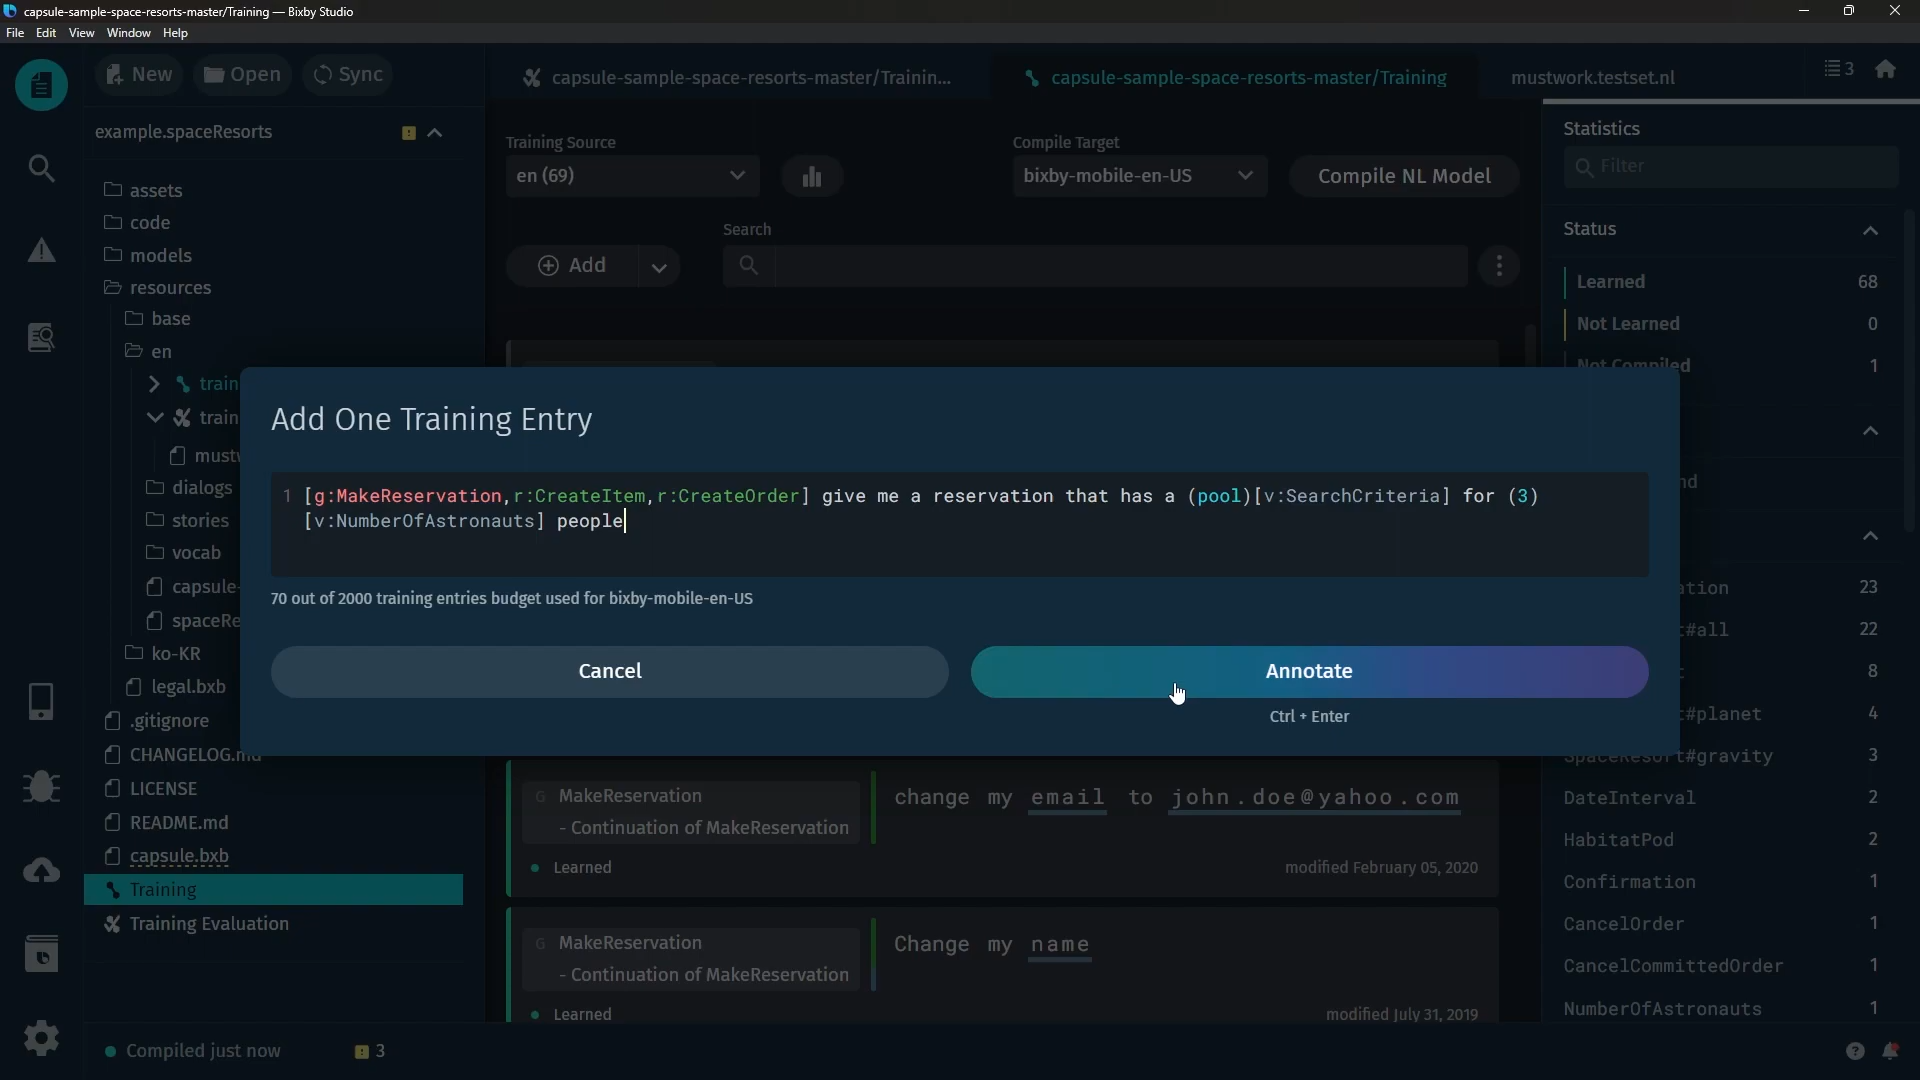 capsule-sample-space-resorts-master/Training — Bixby Studio
File Edit View Window Help
New Open Sync
capsule-sample-space-resorts-master/Trainin...
capsule-sample-space-resorts-master/Training
mustwork.testset.nl
3
example.spaceResorts
assets
code
models
resources
base
en
train
train
mustw
dialogs
stories
vocab
capsule-
spaceRe
ko-KR
legal.bxb
.gitignore
CHANGELOG.md
LICENSE
README.md
capsule.bxb
Training
Training Evaluation
Compiled just now
3
Training Source
en (69)
Compile Target
bixby-mobile-en-US
Compile NL Model
Add
Search
Add One Training Entry
1 [g:MakeReservation,r:CreateItem,r:CreateOrder] give me a reservation that has a (pool)[v:SearchCriteria] for (3)
[v:NumberOfAstronauts] people
70 out of 2000 training entries budget used for bixby-mobile-en-US
Cancel
Annotate
Ctrl + Enter
G MakeReservation
- Continuation of MakeReservation
change my email to john.doe@yahoo.com
Learned
modified February 05, 2020
G MakeReservation
- Continuation of MakeReservation
Change my name
Learned
modified July 31, 2019
Statistics
Filter
Status
Learned 68
Not Learned 0
Not Compiled 1
nd
ation 23
t#all 22
t 8
t#planet 4
SpaceResort#gravity 3
DateInterval 2
HabitatPod 2
Confirmation 1
CancelOrder 1
CancelCommittedOrder 1
NumberOfAstronauts 1